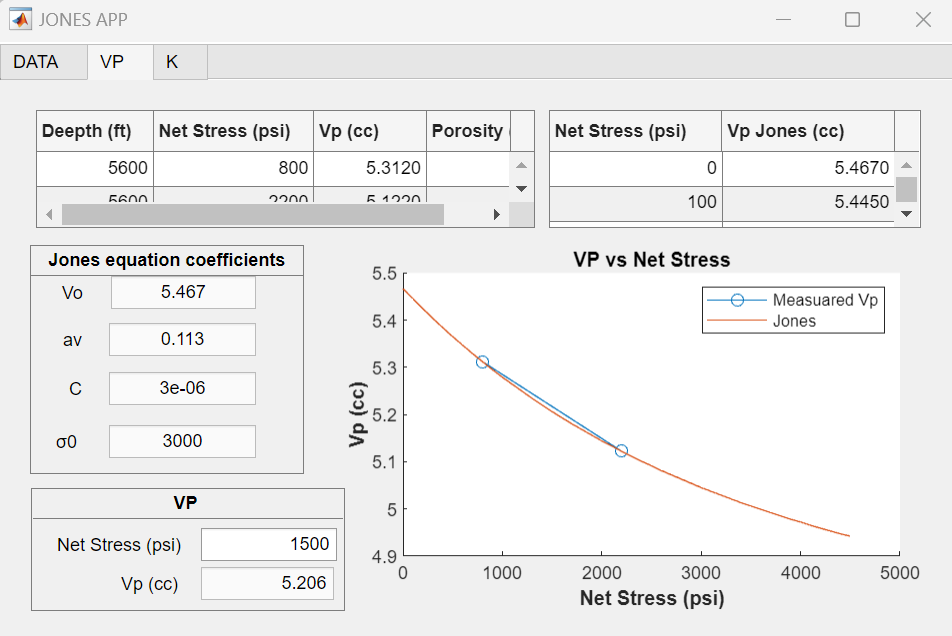 JONES APP
DATA VP K
Deepth (ft) Net Stress (psi) Vp (cc) Porosity (
5600 800 5.3120
5600 2200 5.1220
Net Stress (psi) Vp Jones (cc)
0 5.4670
100 5.4450
Jones equation coefficients
Vo 5.467
av 0.113
C 3e-06
σ0 3000
VP
Net Stress (psi) 1500
Vp (cc) 5.206
VP vs Net Stress
Measuared Vp
Jones
Vp (cc)
5.5
5.4
5.3
5.2
5.1
5
4.9
0 1000 2000 3000 4000 5000
Net Stress (psi)